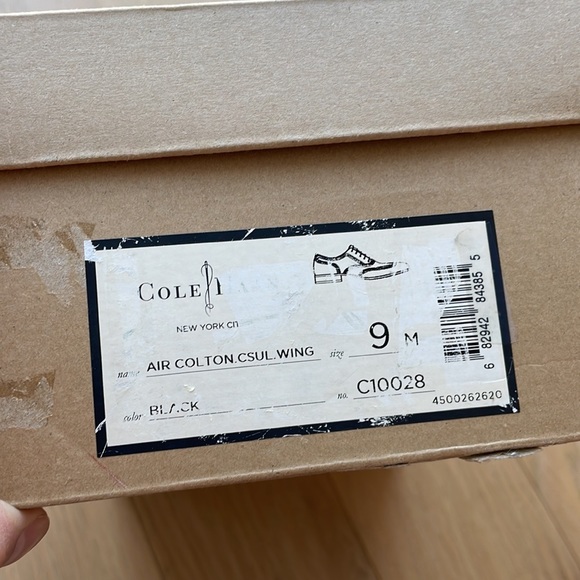 COLE
NEW YORK
name AIR COLTON.CSUL.WING size 9 M
color BLACK no. C10028
6 82942 84385 5
4500262620